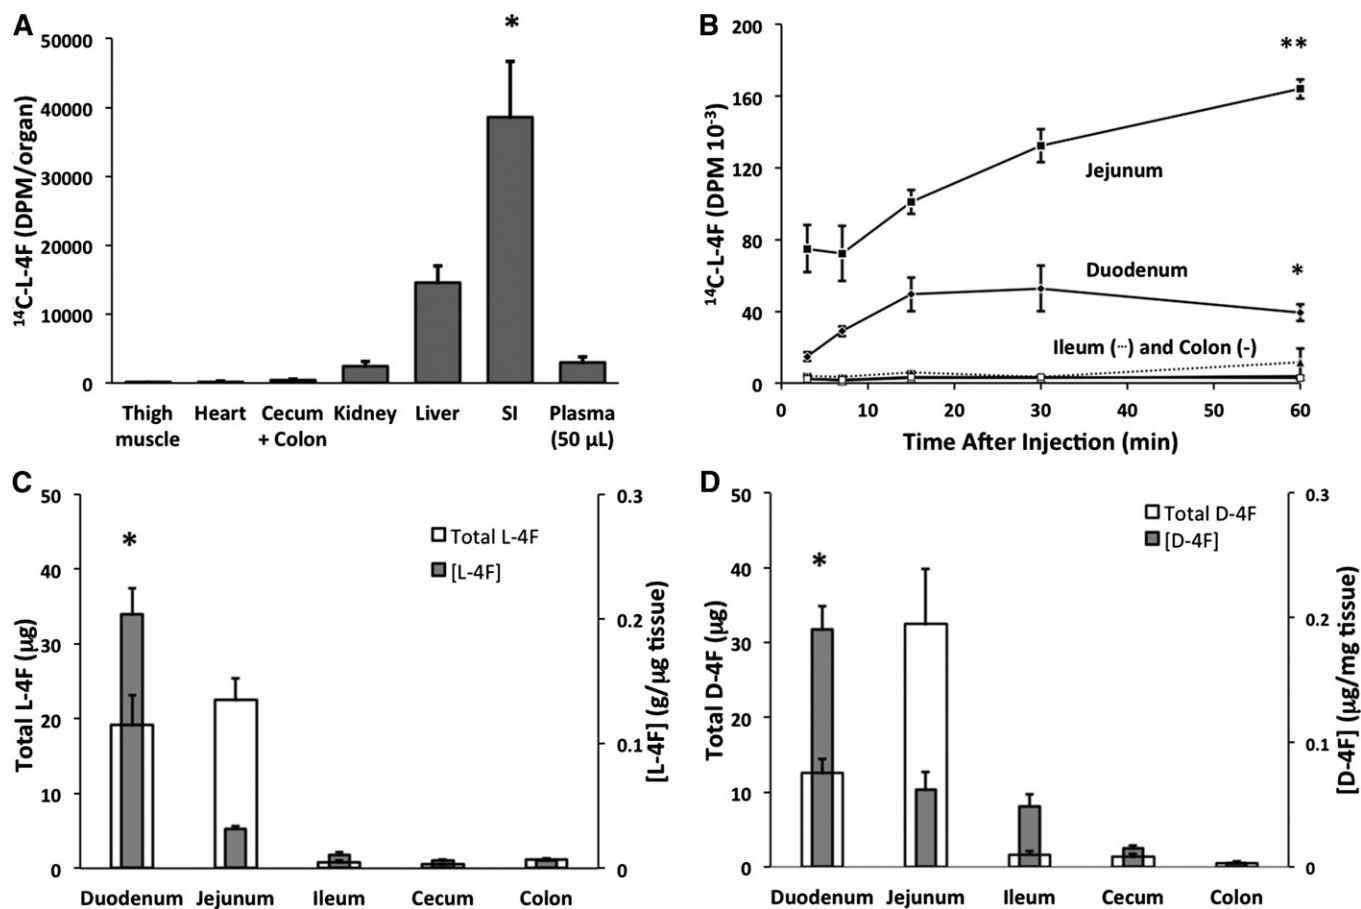 A
50000
40000
30000
20000
10000
0
¹⁴C-L-4F (DPM/organ)
*
Thigh muscle
Heart
Cecum + Colon
Kidney
Liver
SI
Plasma (50 µL)
B
200
160
120
80
40
0
¹⁴C-L-4F (DPM 10⁻³)
**
Jejunum
Duodenum
*
Ileum (···) and Colon (-)
0 10 20 30 40 50 60
Time After Injection (min)
C
50
40
30
20
10
0
Total L-4F (µg)
*
Total L-4F
[L-4F]
0.3
0.2
0.1
0
[L-4F] (g/µg tissue)
Duodenum Jejunum Ileum Cecum Colon
D
50
40
30
20
10
0
Total D-4F (µg)
*
Total D-4F
[D-4F]
0.3
0.2
0.1
0
[D-4F] (µg/mg tissue)
Duodenum Jejunum Ileum Cecum Colon